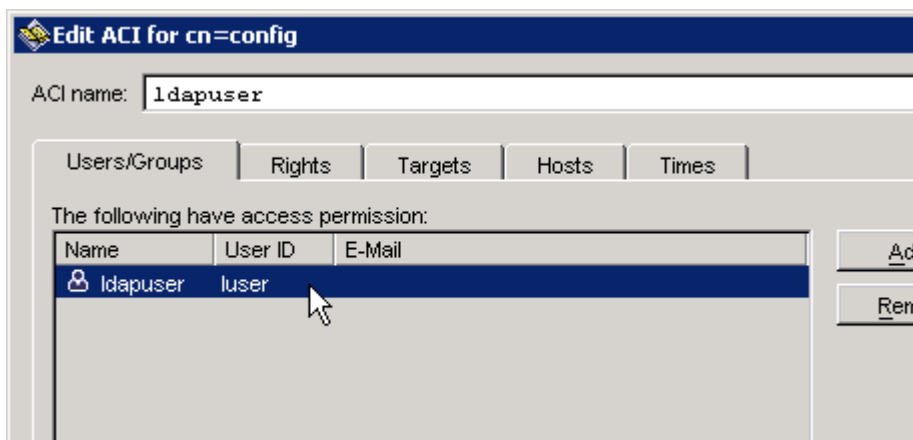 Edit ACI for cn=config
ACI name: ldapuser
Users/Groups Rights Targets Hosts Times
The following have access permission:
Name User ID E-Mail
ldapuser luser